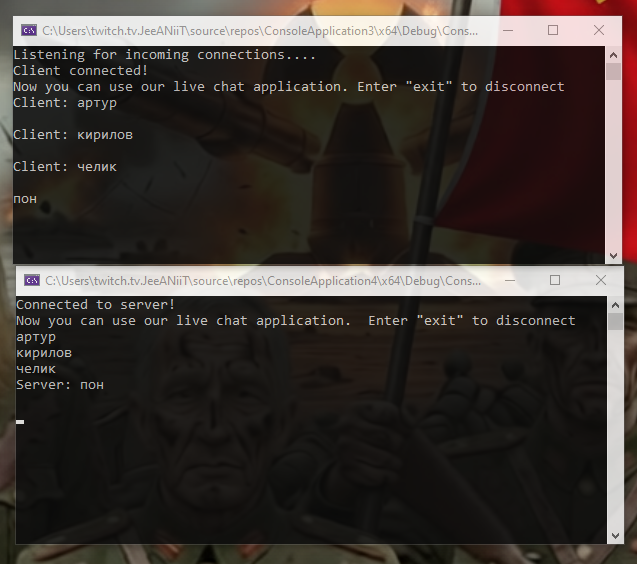 C:\Users\twitch.tv.JeeANiiT\source\repos\ConsoleApplication3\x64\Debug\Cons...
Listening for incoming connections....
Client connected!
Now you can use our live chat application. Enter "exit" to disconnect
Client: артур
Client: кирилов
Client: челик
пон
C:\Users\twitch.tv.JeeANiiT\source\repos\ConsoleApplication4\x64\Debug\Cons...
Connected to server!
Now you can use our live chat application.  Enter "exit" to disconnect
артур
кирилов
челик
Server: пон